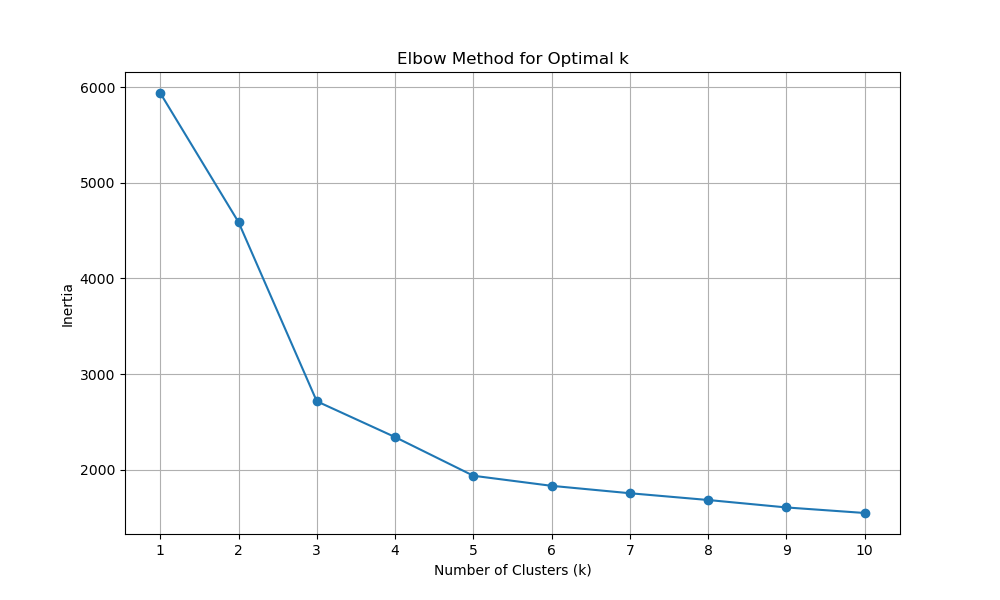 Elbow Method for Optimal k
6000
5000
4000
3000
2000
Inertia
1 2 3 4 5 6 7 8 9 10
Number of Clusters (k)